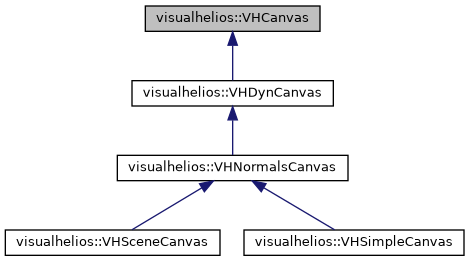 visualhelios::VHCanvas
visualhelios::VHDynCanvas
visualhelios::VHNormalsCanvas
visualhelios::VHSceneCanvas
visualhelios::VHSimpleCanvas